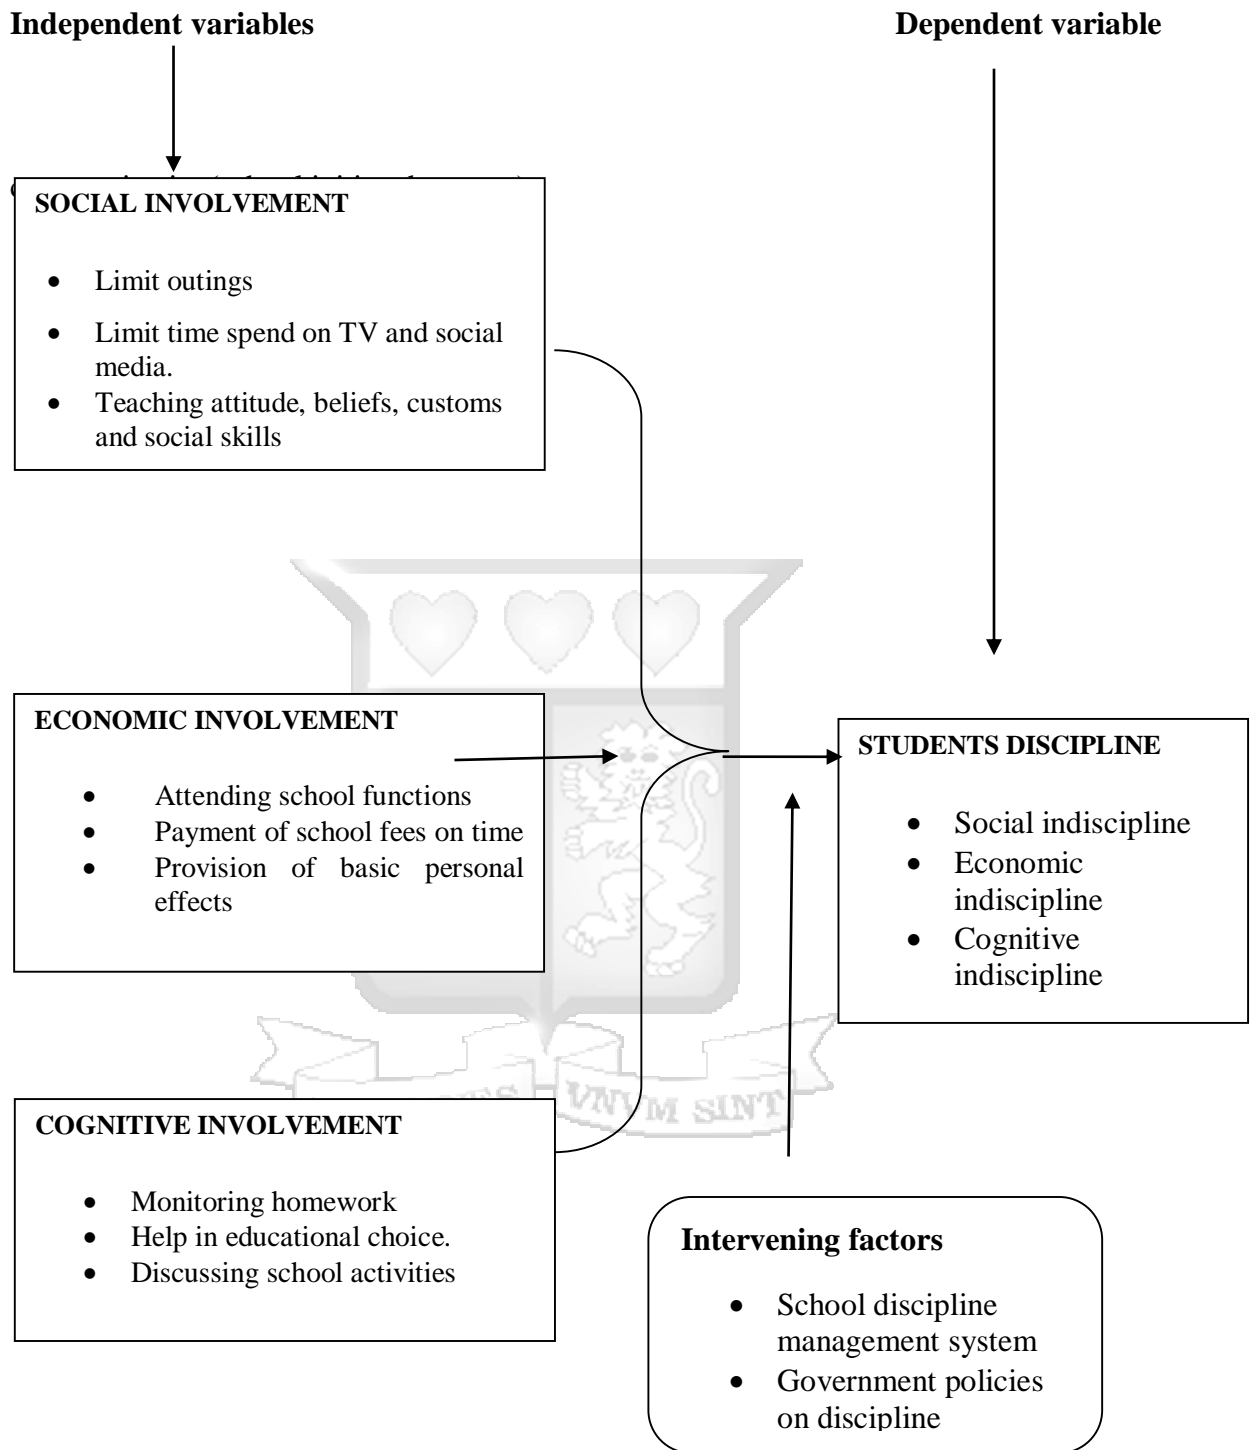 Independent variables
Dependent variable
SOCIAL INVOLVEMENT
• Limit outings
• Limit time spend on TV and social
media.
• Teaching attitude, beliefs, customs
and social skills
ECONOMIC INVOLVEMENT
• Attending school functions
• Payment of school fees on time
• Provision of basic personal
effects
STUDENTS DISCIPLINE
• Social indiscipline
• Economic
indiscipline
• Cognitive
indiscipline
VNVM SINT
COGNITIVE INVOLVEMENT
• Monitoring homework
• Help in educational choice.
• Discussing school activities
Intervening factors
• School discipline
management system
• Government policies
on discipline